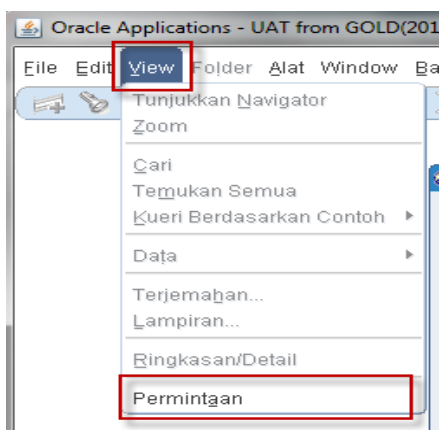 Oracle Applications - UAT from GOLD(201
File Edit View Folder Alat Window Ba
Tunjukkan Navigator
Zoom
Cari
Temukan Semua
Kueri Berdasarkan Contoh
Data
Terjemahan...
Lampiran...
Ringkasan/Detail
Permintaan